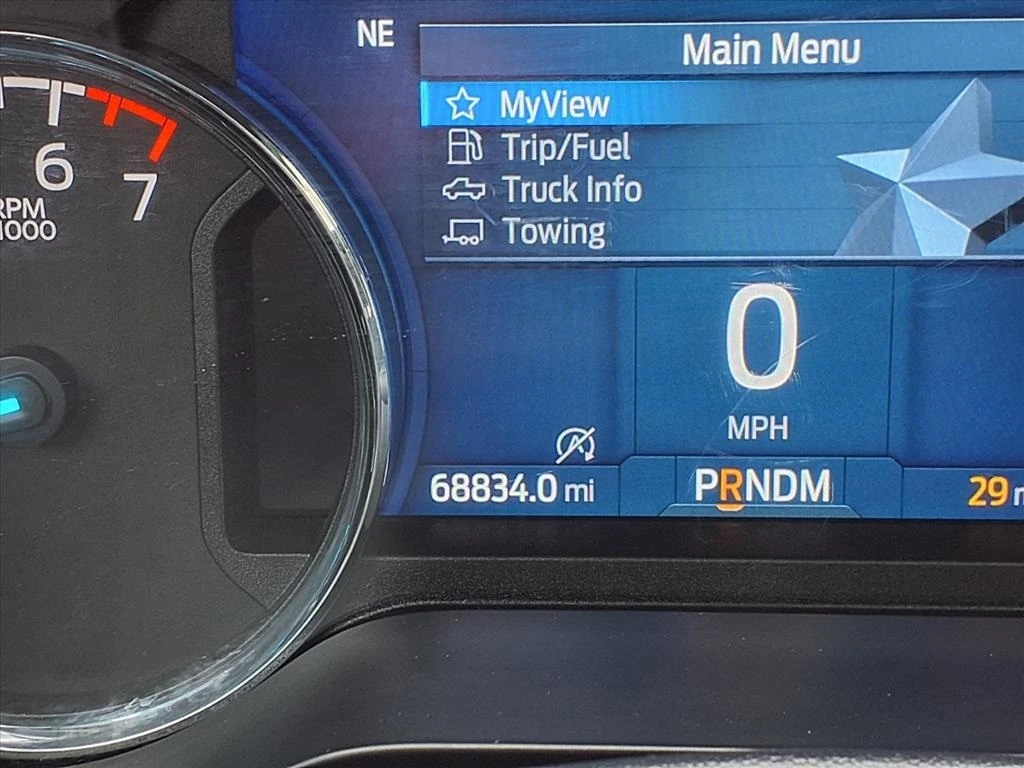 NE
Main Menu
MyView
Trip/Fuel
Truck Info
Towing
6
7
RPM
1000
0
MPH
68834.0 mi
PRNDM
29